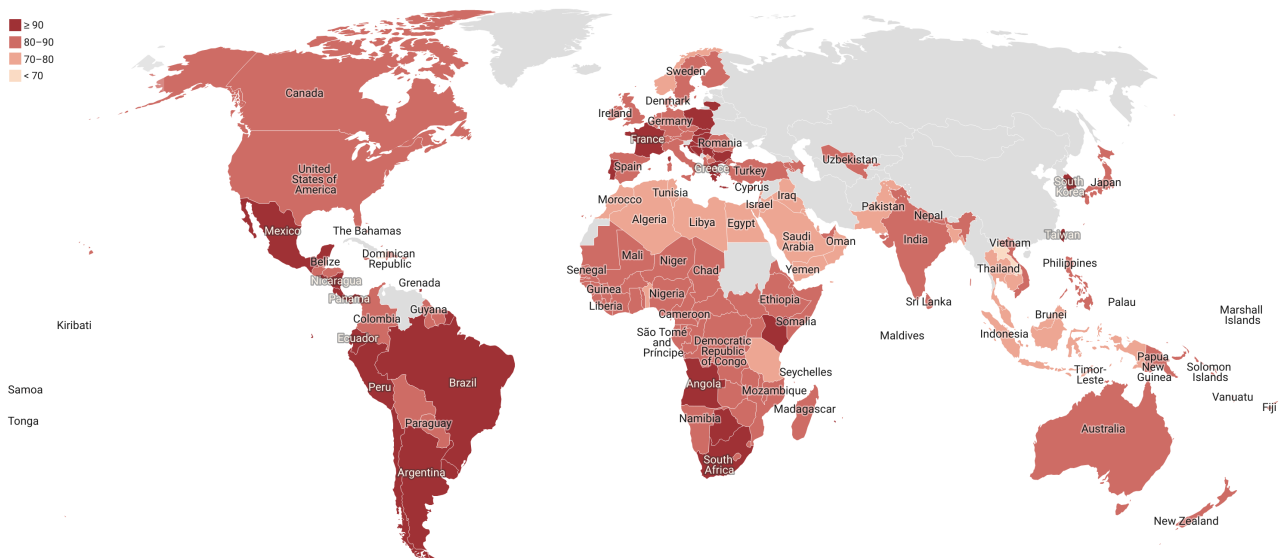 ≥ 90
80–90
70–80
< 70
Canada
United
States of
America
Mexico
The Bahamas
Dominican
Republic
Belize
Nicaragua
Panama
Grenada
Guyana
Colombia
Ecuador
Peru
Brazil
Paraguay
Argentina
Kiribati
Samoa
Tonga
Sweden
Denmark
Ireland
Germany
France
Romania
Spain
Greece
Turkey
Cyprus
Morocco
Tunisia
Algeria
Libya
Egypt
Israel
Iraq
Saudi
Arabia
Oman
Yemen
Uzbekistan
Pakistan
Nepal
India
Sri Lanka
Maldives
Mali
Niger
Chad
Senegal
Guinea
Liberia
Nigeria
Cameroon
Ethiopia
Somalia
São Tomé
and
Príncipe
Democratic
Republic
of Congo
Seychelles
Angola
Mozambique
Madagascar
Namibia
South
Africa
South
Korea
Japan
Taiwan
Vietnam
Thailand
Philippines
Palau
Brunei
Indonesia
Timor-
Leste
Papua
New
Guinea
Solomon
Islands
Marshall
Islands
Vanuatu
Fiji
Australia
New Zealand